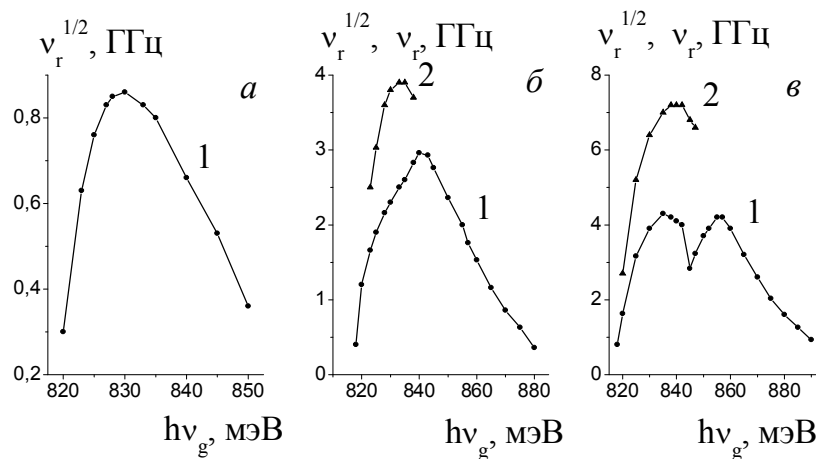 ν_r^{1/2}, ГГц
а
1
0,8
0,6
0,4
0,2
820 830 840 850
hν_g, мэВ
ν_r^{1/2}, ν_r, ГГц
б
2
1
4
3
2
1
0
820 840 860 880
hν_g, мэВ
ν_r^{1/2}, ν_r, ГГц
в
2
1
8
6
4
2
0
820 840 860 880
hν_g, мэВ